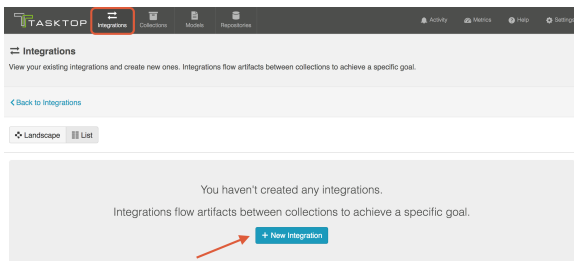 TASKTOP
Integrations
Collections
Models
Repositories
Activity
Metrics
Help
Settings
Integrations
View your existing integrations and create new ones. Integrations flow artifacts between collections to achieve a specific goal.
Back to Integrations
Landscape
List
You haven't created any integrations.
Integrations flow artifacts between collections to achieve a specific goal.
+ New Integration